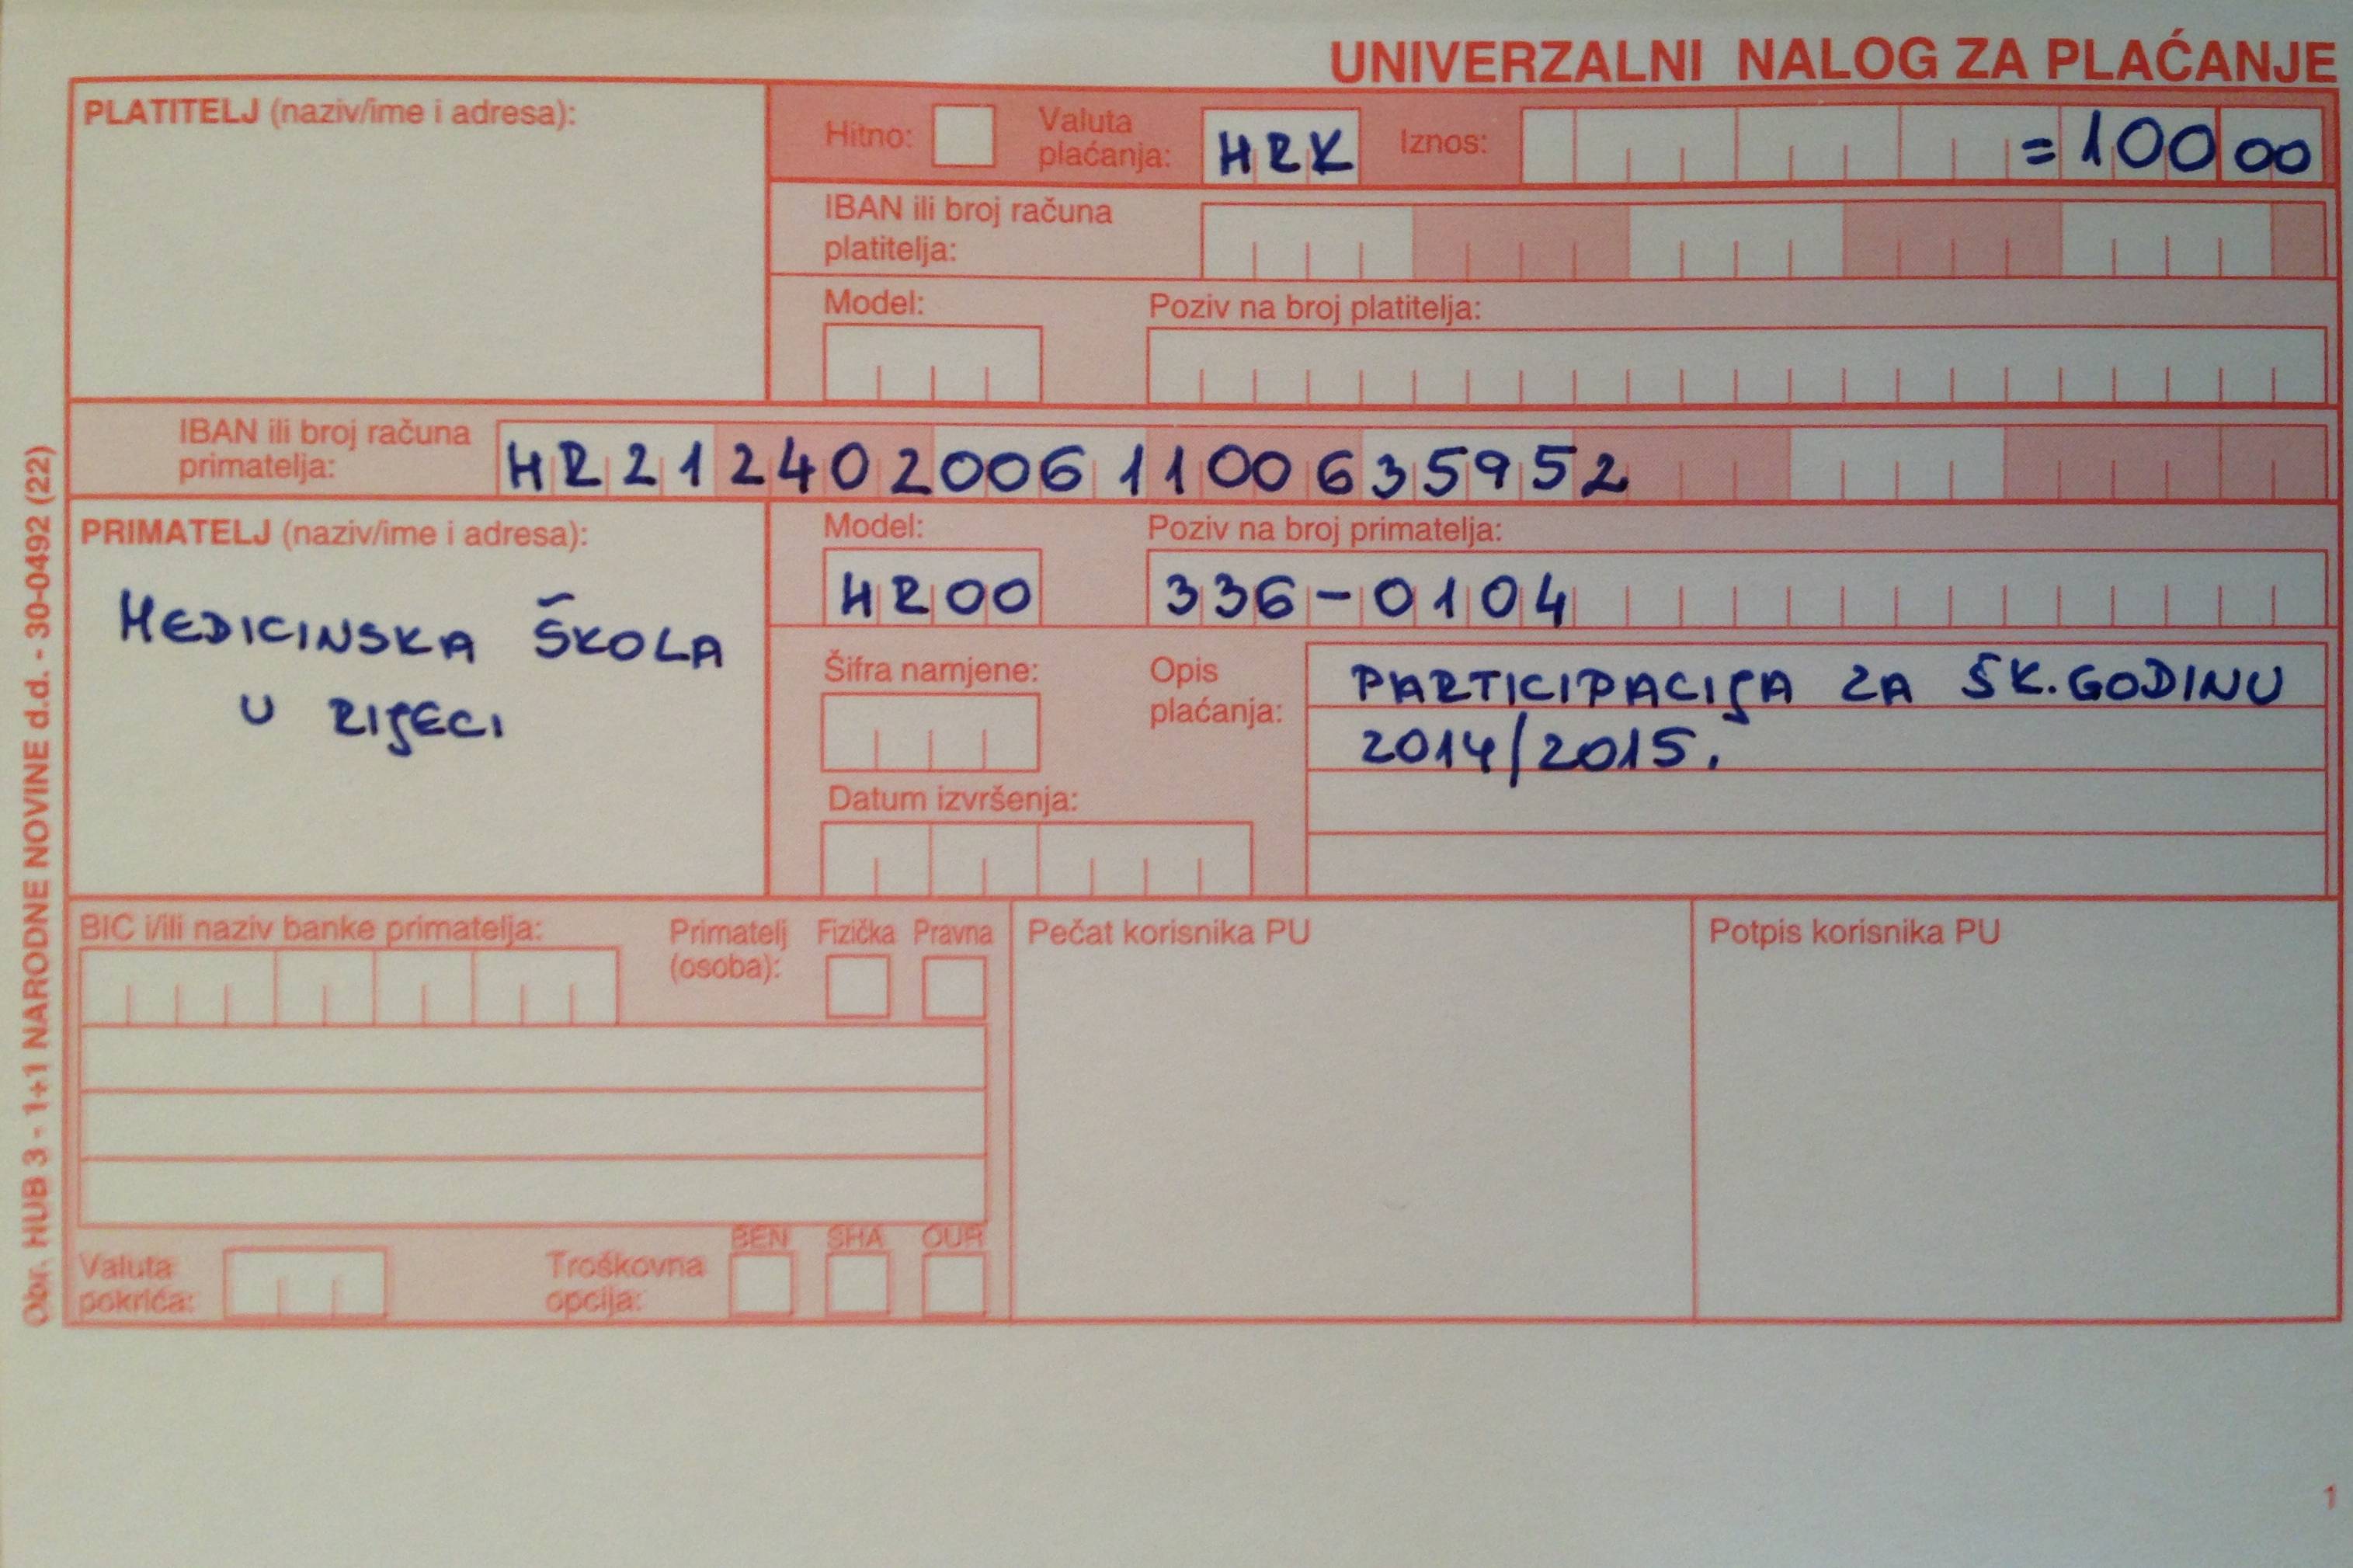 UNIVERZALNI NALOG ZA PLAĆANJE
PLATITELJ (naziv/ime i adresa):
Hitno:
Valuta
plaćanja:
HRK
Iznos:
=100 00
IBAN ili broj računa
platitelja:
Model:
Poziv na broj platitelja:
IBAN ili broj računa
primatelja:
HR2124020061100635952
PRIMATELJ (naziv/ime i adresa):
MEDICINSKA ŠKOLA
U RIJECI
Model:
HR00
Poziv na broj primatelja:
336-0104
Šifra namjene:
Opis
plaćanja:
PARTICIPACIJA ZA ŠK.GODINU
2014/2015.
Datum izvršenja:
BIC i/ili naziv banke primatelja:
Primatelj
(osoba):
Fizička
Pravna
Pečat korisnika PU
Potpis korisnika PU
Valuta
pokrića:
Troškovna
opcija:
BEN
SHA
OUR
Obr. HUB 3 - 1+1 NARODNE NOVINE d.d. - 30-0492 (22)
1